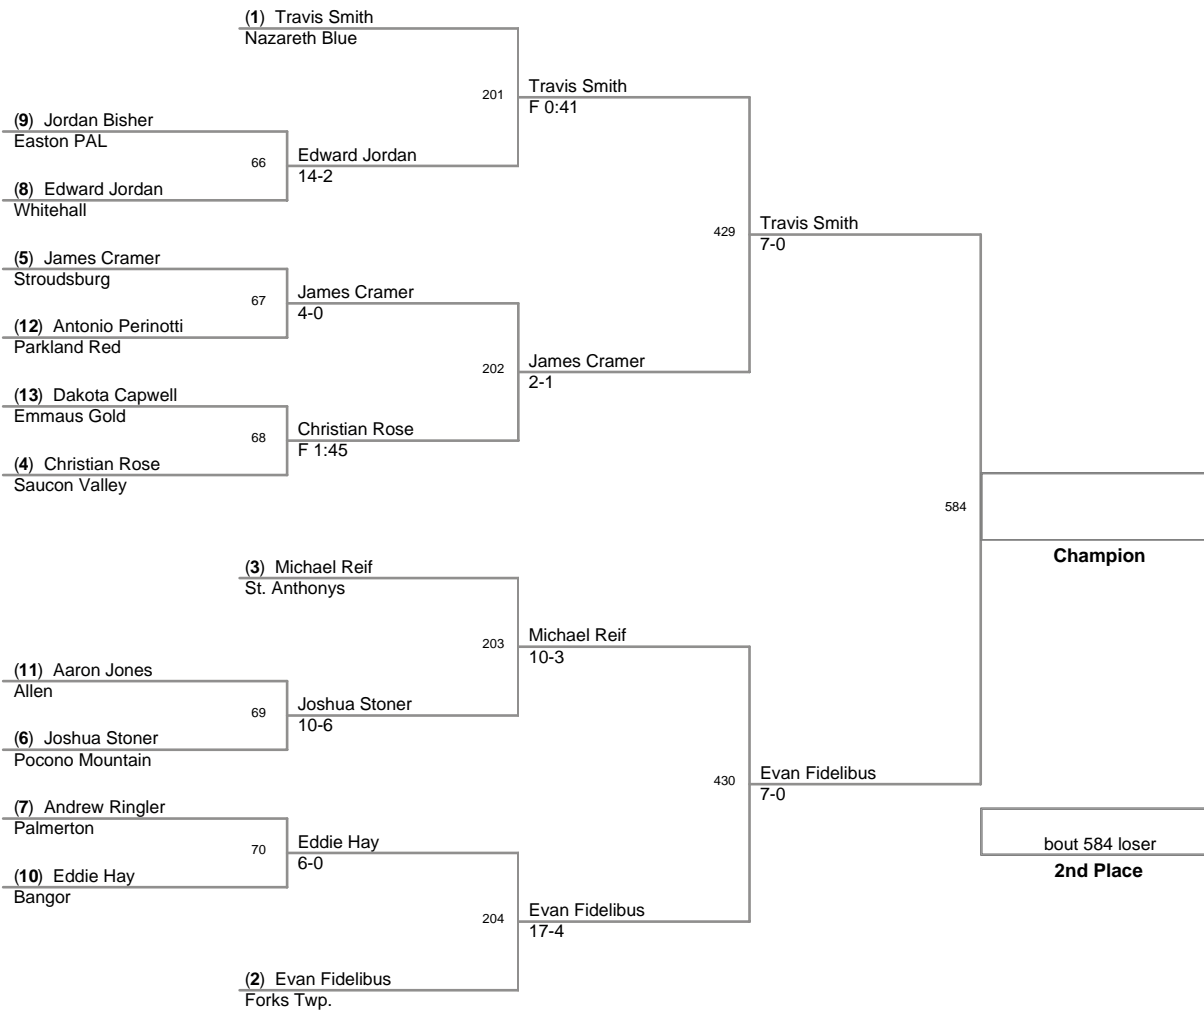 (1) Travis Smith
Nazareth Blue
201
Travis Smith
F 0:41
(9) Jordan Bisher
Easton PAL
66
Edward Jordan
14-2
(8) Edward Jordan
Whitehall
429
Travis Smith
7-0
(5) James Cramer
Stroudsburg
67
James Cramer
4-0
(12) Antonio Perinotti
Parkland Red
202
James Cramer
2-1
(13) Dakota Capwell
Emmaus Gold
68
Christian Rose
F 1:45
(4) Christian Rose
Saucon Valley
584
Champion
(3) Michael Reif
St. Anthonys
203
Michael Reif
10-3
(11) Aaron Jones
Allen
69
Joshua Stoner
10-6
(6) Joshua Stoner
Pocono Mountain
430
Evan Fidelibus
7-0
(7) Andrew Ringler
Palmerton
70
Eddie Hay
6-0
bout 584 loser
2nd Place
(10) Eddie Hay
Bangor
204
Evan Fidelibus
17-4
(2) Evan Fidelibus
Forks Twp.